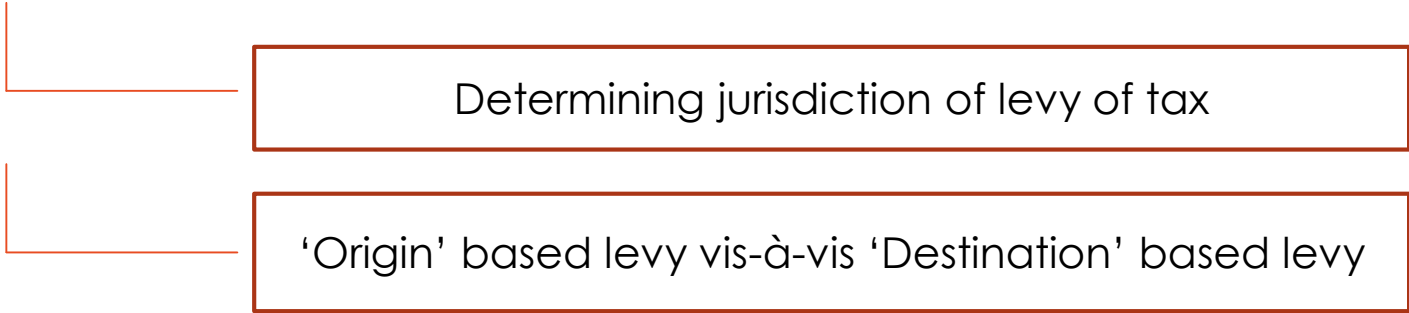 Determining jurisdiction of levy of tax
‘Origin’ based levy vis-à-vis ‘Destination’ based levy